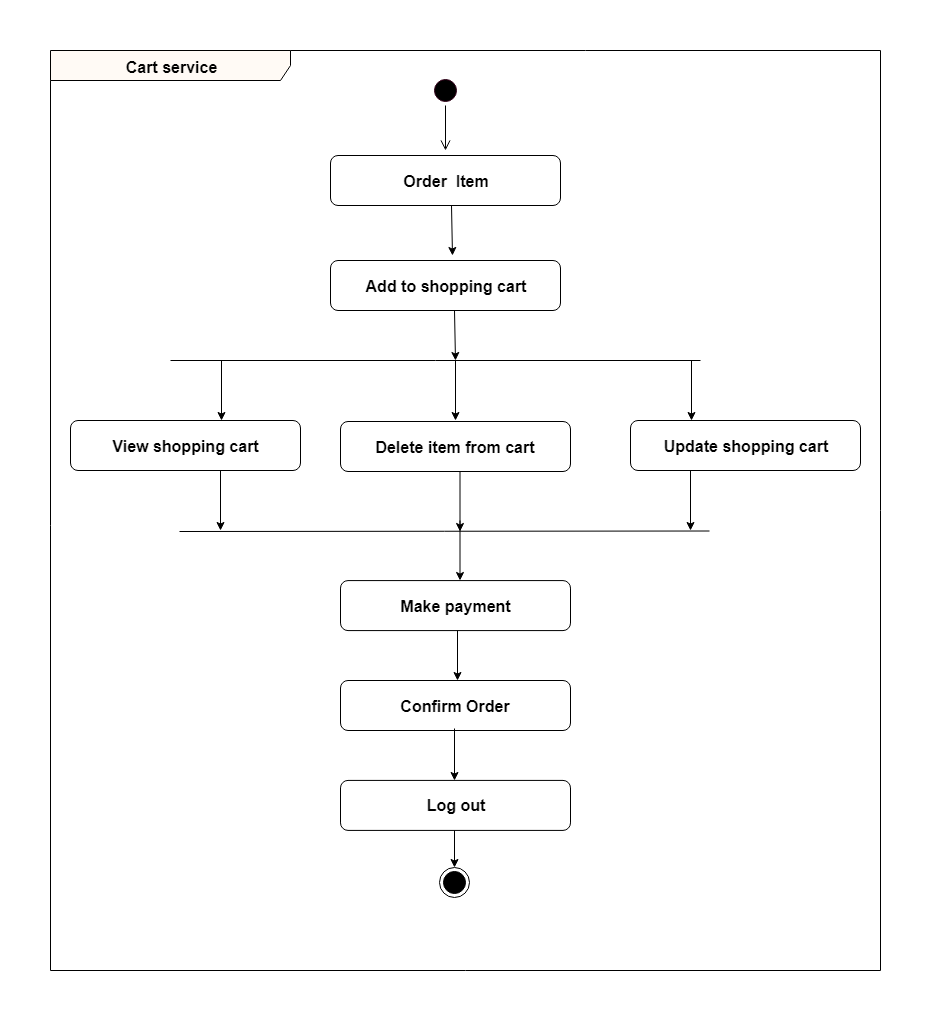 Cart service
Order Item
Add to shopping cart
View shopping cart
Delete item from cart
Update shopping cart
Make payment
Confirm Order
Log out